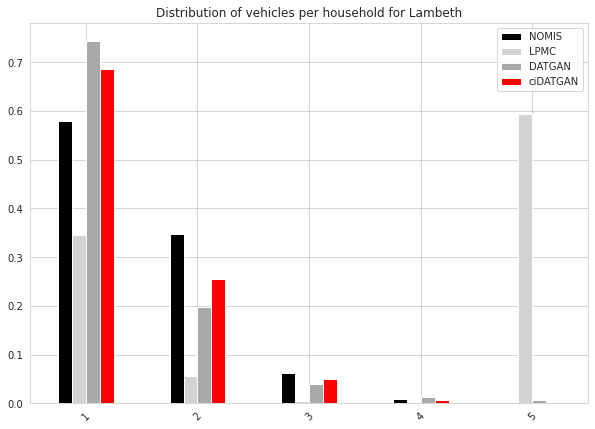 Distribution of vehicles per household for Lambeth
NOMIS
LPMC
DATGAN
ciDATGAN
0.7
0.6
0.5
0.4
0.3
0.2
0.1
0.0
1
2
3
4
5